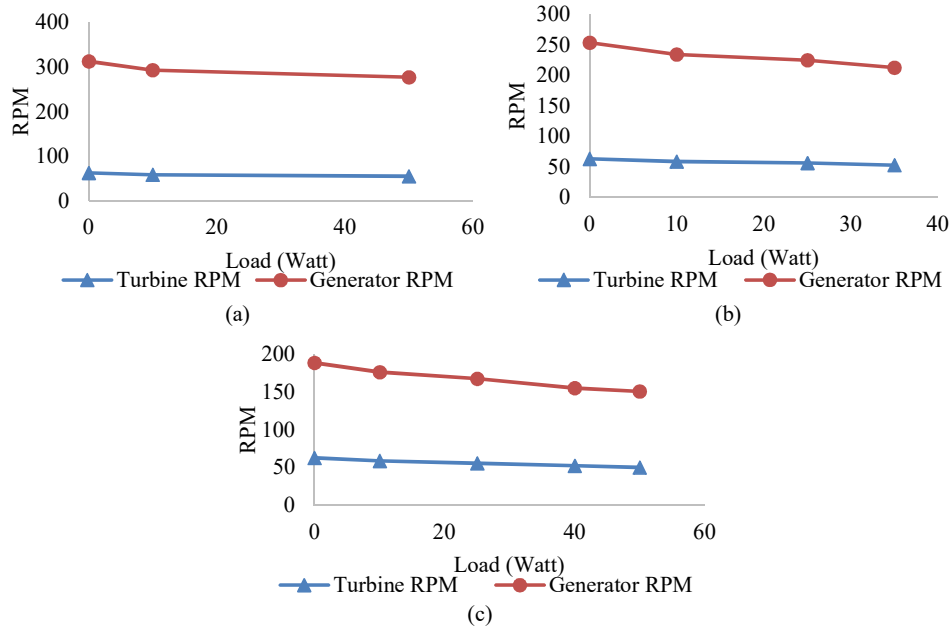 400
300
200
100
0
RPM
0 20 40 60
Load (Watt)
Turbine RPM Generator RPM
(a)
300
250
200
150
100
50
0
RPM
0 10 20 30 40
Load (Watt)
Turbine RPM Generator RPM
(b)
200
150
100
50
0
RPM
0 20 40 60
Load (Watt)
Turbine RPM Generator RPM
(c)